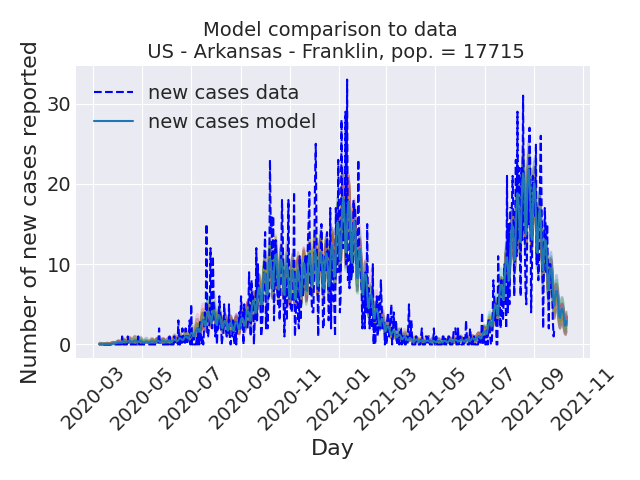 Model comparison to data
US - Arkansas - Franklin, pop. = 17715
Number of new cases reported
30
20
10
0
new cases data
new cases model
2020-03
2020-05
2020-07
2020-09
2020-11
2021-01
2021-03
2021-05
2021-07
2021-09
2021-11
Day